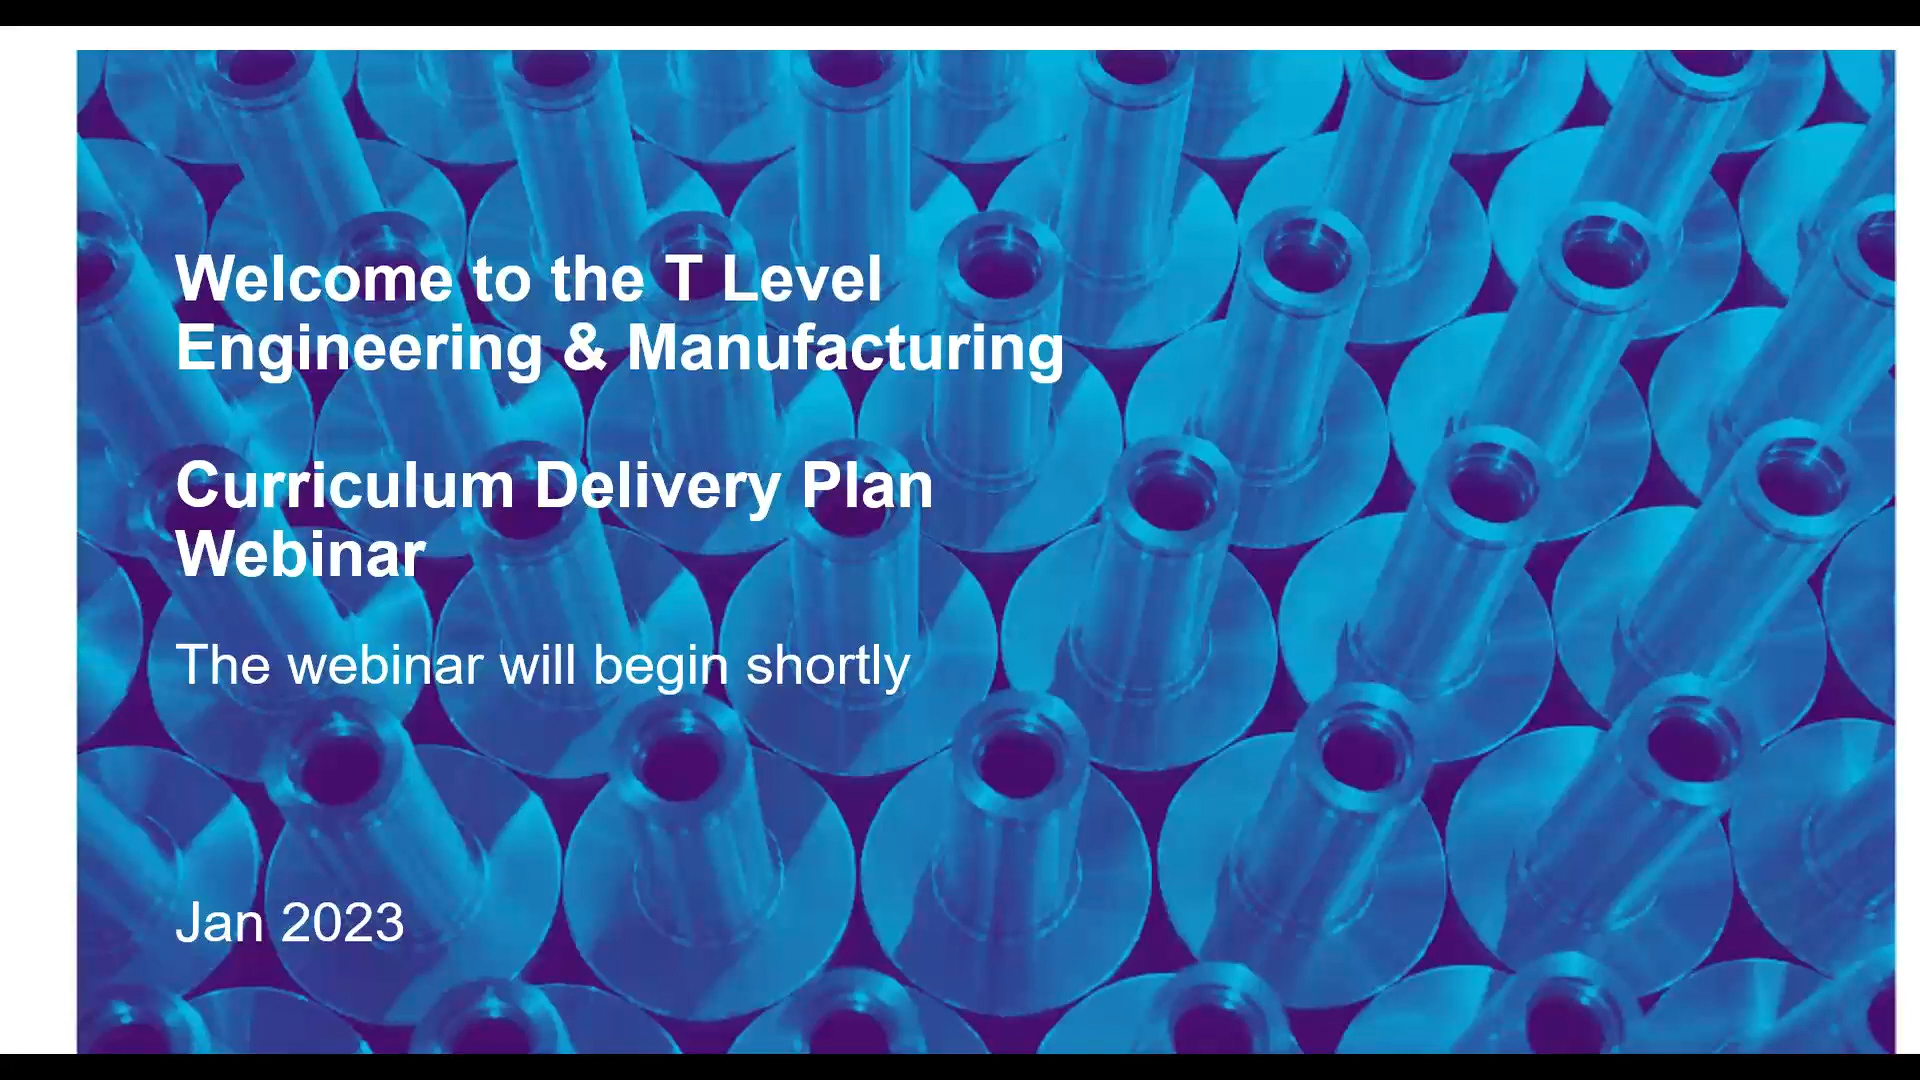 Welcome to the T Level
Engineering & Manufacturing
Curriculum Delivery Plan
Webinar
The webinar will begin shortly
Jan 2023